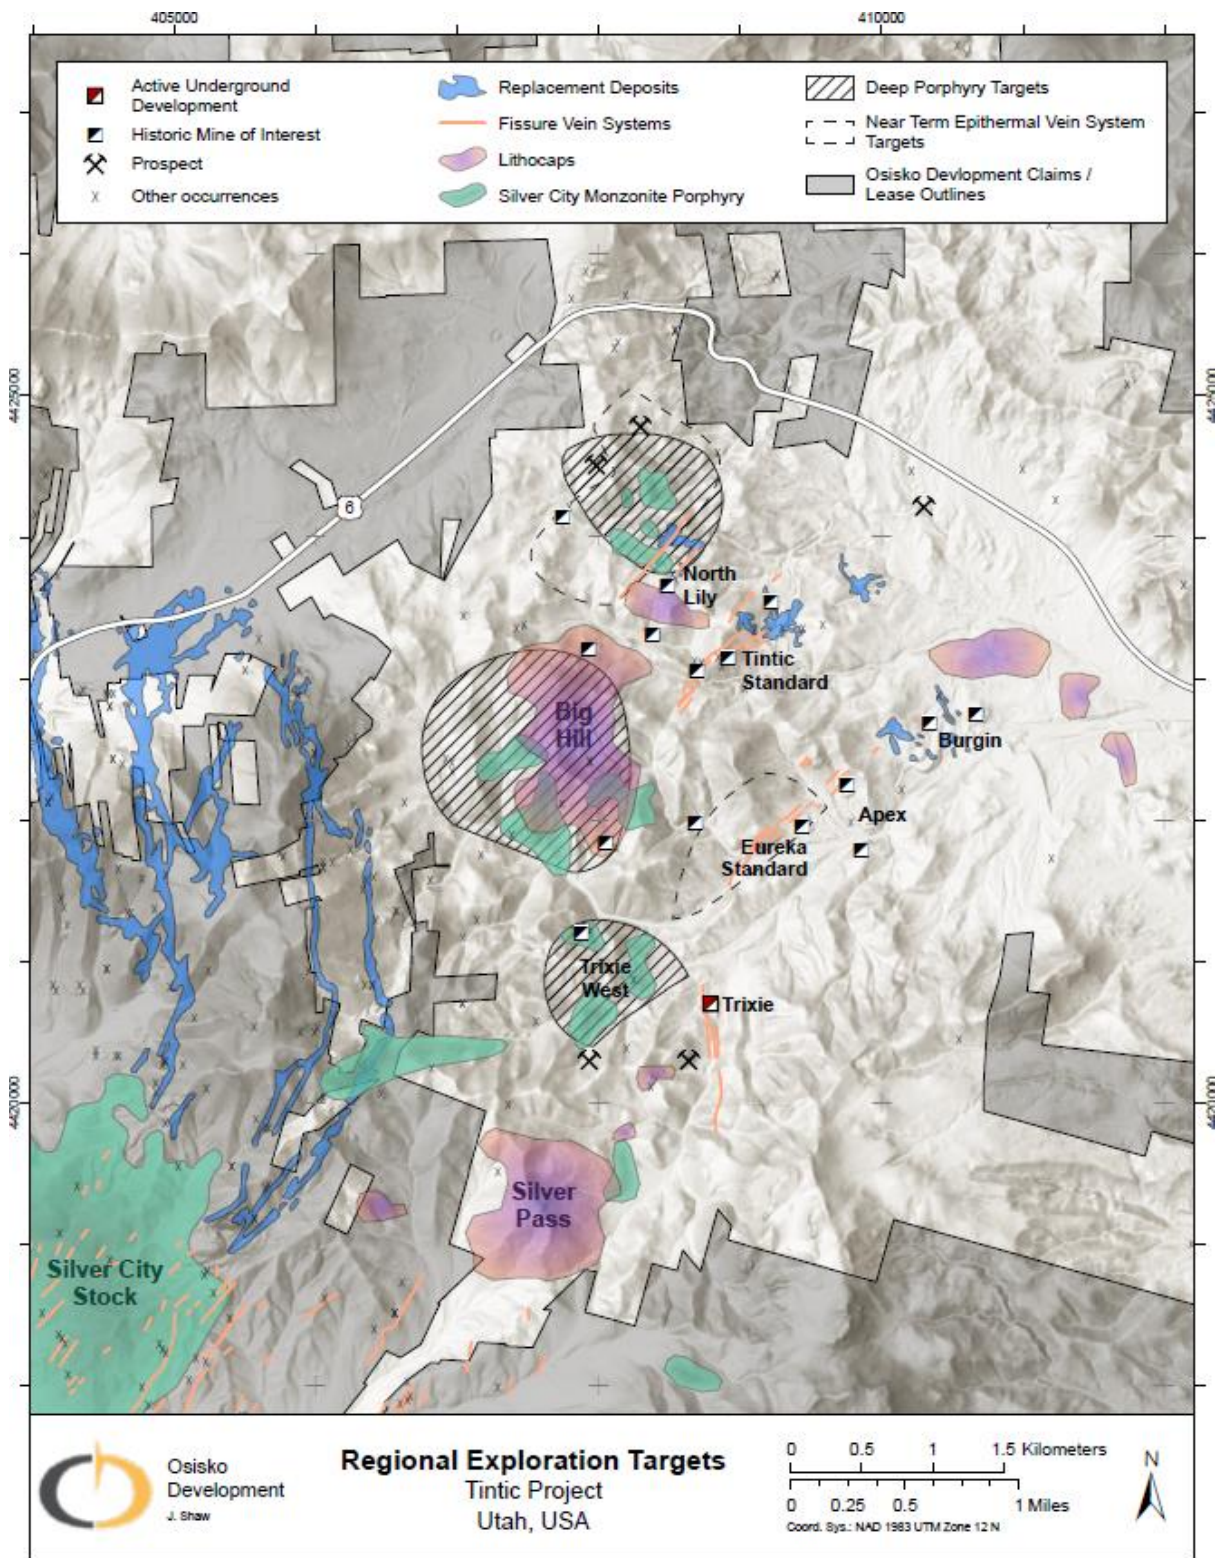 405000
410000
Active Underground
Development
Historic Mine of Interest
Prospect
Other occurrences
Replacement Deposits
Fissure Vein Systems
Lithocaps
Silver City Monzonite Porphyry
Deep Porphyry Targets
Near Term Epithermal Vein System
Targets
Osisko Devlopment Claims /
Lease Outlines
4425000
4425000
6
North
Lily
Tintic
Standard
Big
Hill
Burgin
Apex
Eureka
Standard
Trixie
West
Trixie
4420000
4420000
Silver
Pass
Silver City
Stock
Osisko
Development
J. Shaw
Regional Exploration Targets
Tintic Project
Utah, USA
0 0.5 1 1.5 Kilometers
0 0.25 0.5 1 Miles
Coord. Sys.: NAD 1983 UTM Zone 12 N
N